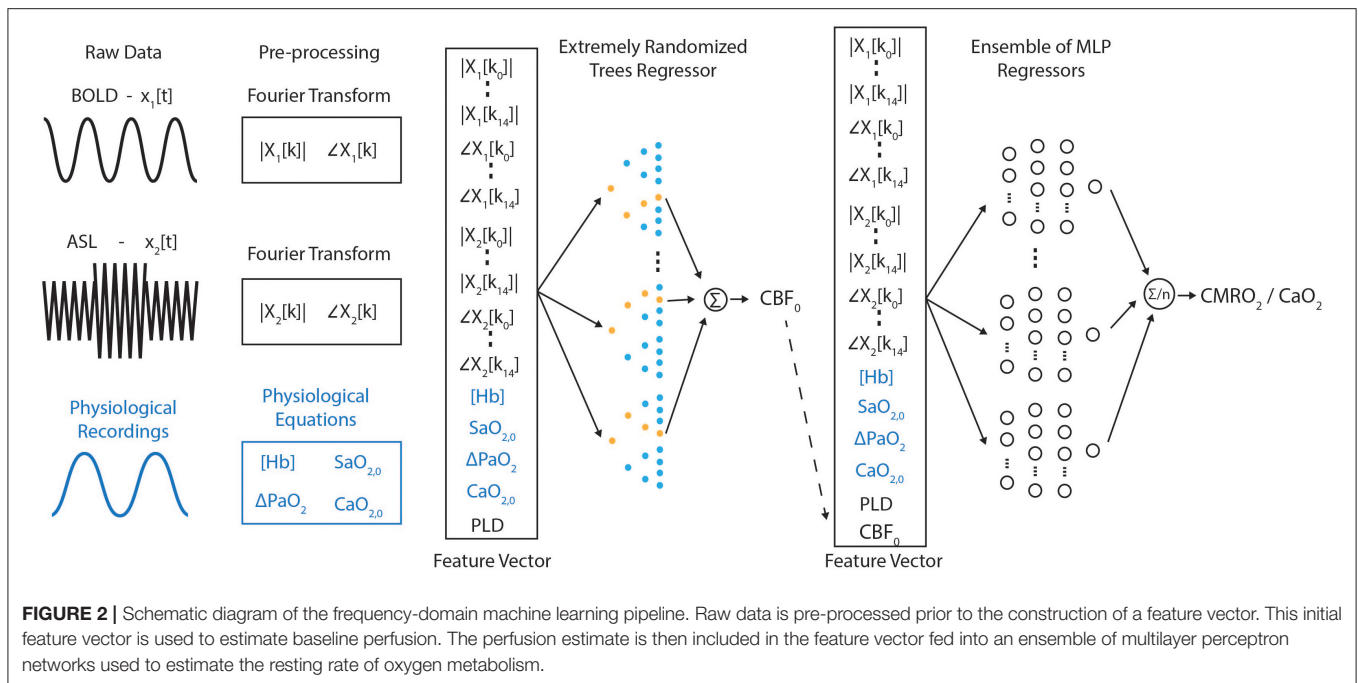 Raw Data
BOLD - x₁[t]
ASL - x₂[t]
Physiological
Recordings
Pre-processing
Fourier Transform
|X₁[k]| ∠X₁[k]
Fourier Transform
|X₂[k]| ∠X₂[k]
Physiological
Equations
[Hb] SaO₂,₀
ΔPaO₂ CaO₂,₀
|X₁[k₀]|
|X₁[k₁₄]|
∠X₁[k₀]
∠X₁[k₁₄]
|X₂[k₀]|
|X₂[k₁₄]|
∠X₂[k₀]
∠X₂[k₁₄]
[Hb]
SaO₂,₀
ΔPaO₂
CaO₂,₀
PLD
Feature Vector
Extremely Randomized
Trees Regressor
Σ
CBF₀
|X₁[k₀]|
|X₁[k₁₄]|
∠X₁[k₀]
∠X₁[k₁₄]
|X₂[k₀]|
|X₂[k₁₄]|
∠X₂[k₀]
∠X₂[k₁₄]
[Hb]
SaO₂,₀
ΔPaO₂
CaO₂,₀
PLD
CBF₀
Feature Vector
Ensemble of MLP
Regressors
Σ/n
CMRO₂ / CaO₂
FIGURE 2 | Schematic diagram of the frequency-domain machine learning pipeline. Raw data is pre-processed prior to the construction of a feature vector. This initial
feature vector is used to estimate baseline perfusion. The perfusion estimate is then included in the feature vector fed into an ensemble of multilayer perceptron
networks used to estimate the resting rate of oxygen metabolism.